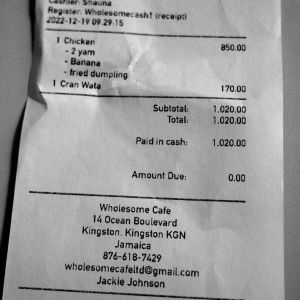 Cashier: Shauna
Register: Wholesomecash1 (receipt)
2022-12-19 09:29:15
1 Chicken 850.00
- 2 yam
- Banana
- fried dumpling
1 Cran Wata 170.00
Subtotal: 1,020.00
Total: 1,020.00
Paid in cash: 1,020.00
Amount Due: 0.00
Wholesome Cafe
14 Ocean Boulevard
Kingston, Kingston KGN
Jamaica
876-618-7429
wholesomecafeltd@gmail.com
Jackie Johnson